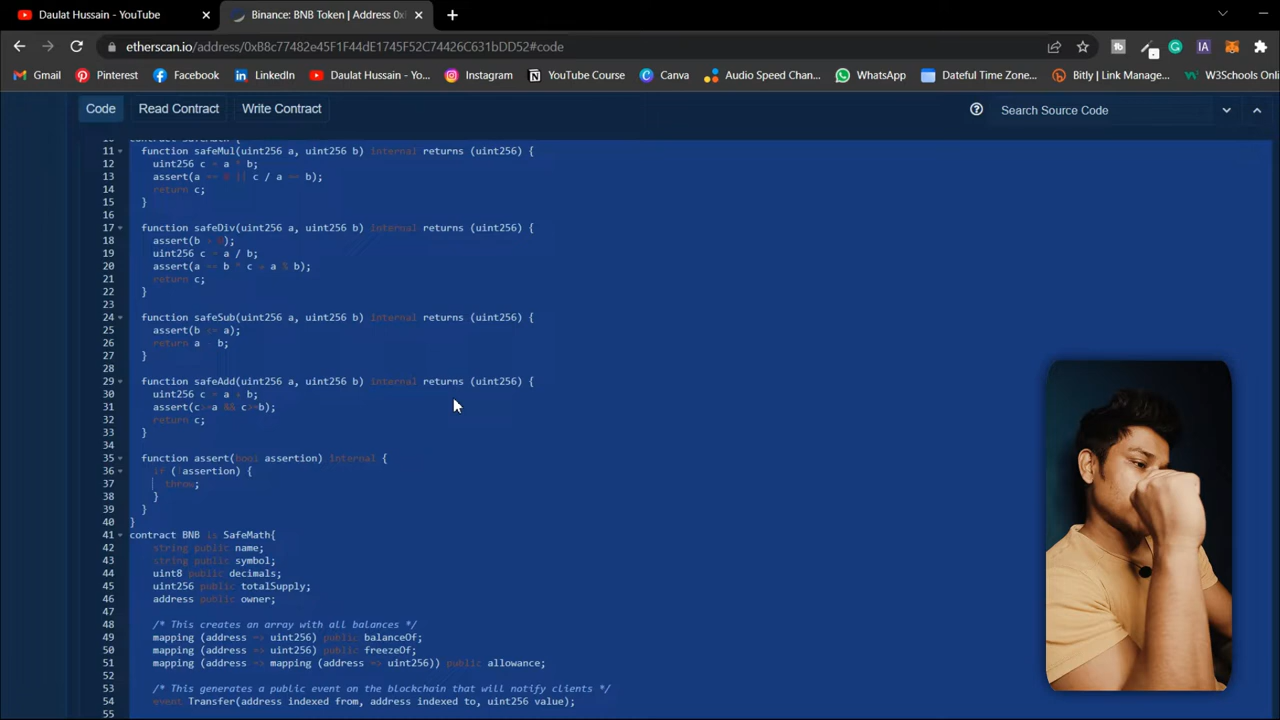 Daulat Hussain - YouTube
Binance: BNB Token | Address 0x
etherscan.io/address/0xB8c77482e45F1F44dE1745F52C74426C631bDD52#code
Gmail
Pinterest
Facebook
LinkedIn
Daulat Hussain - Yo...
Instagram
YouTube Course
Canva
Audio Speed Chan...
WhatsApp
Dateful Time Zone...
Bitly | Link Manage...
W3Schools Onli
Code
Read Contract
Write Contract
Search Source Code
11 function safeMul(uint256 a, uint256 b) internal returns (uint256) {
12 uint256 c = a * b;
13 assert(a == 0 || c / a == b);
14 return c;
15 }
16
17 function safeDiv(uint256 a, uint256 b) internal returns (uint256) {
18 assert(b > 0);
19 uint256 c = a / b;
20 assert(a == b * c + a % b);
21 return c;
22 }
23
24 function safeSub(uint256 a, uint256 b) internal returns (uint256) {
25 assert(b <= a);
26 return a - b;
27 }
28
29 function safeAdd(uint256 a, uint256 b) internal returns (uint256) {
30 uint256 c = a + b;
31 assert(c>=a && c>=b);
32 return c;
33 }
34
35 function assert(bool assertion) internal {
36 if (!assertion) {
37 throw;
38 }
39 }
40 }
41 contract BNB is SafeMath{
42 string public name;
43 string public symbol;
44 uint8 public decimals;
45 uint256 public totalSupply;
46 address public owner;
47
48 /* This creates an array with all balances */
49 mapping (address => uint256) public balanceOf;
50 mapping (address => uint256) public freezeOf;
51 mapping (address => mapping (address => uint256)) public allowance;
52
53 /* This generates a public event on the blockchain that will notify clients */
54 event Transfer(address indexed from, address indexed to, uint256 value);
55